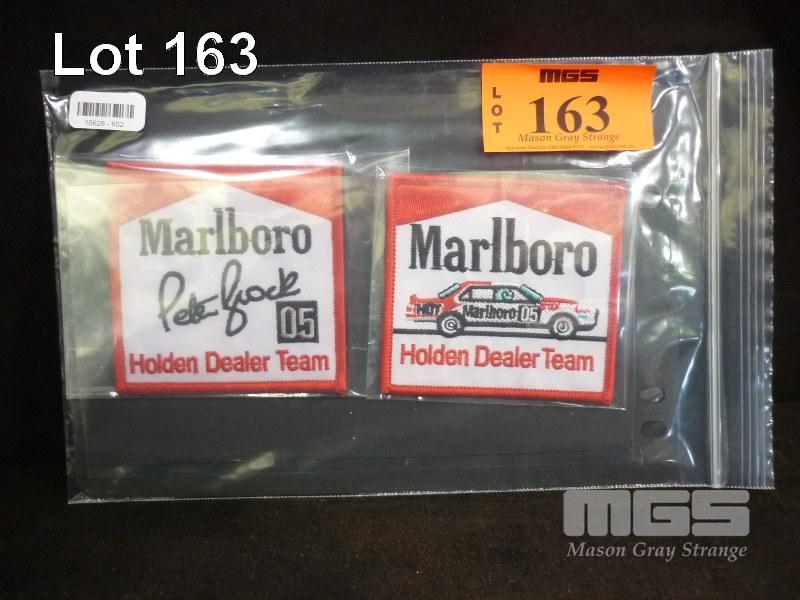 Lot 163
15629 - 652
MGS
LOT
163
Mason Gray Strange
Marlboro
Peter Brock
05
Holden Dealer Team
Marlboro
HDT Marlboro 05
Holden Dealer Team
MGS
Mason Gray Strange